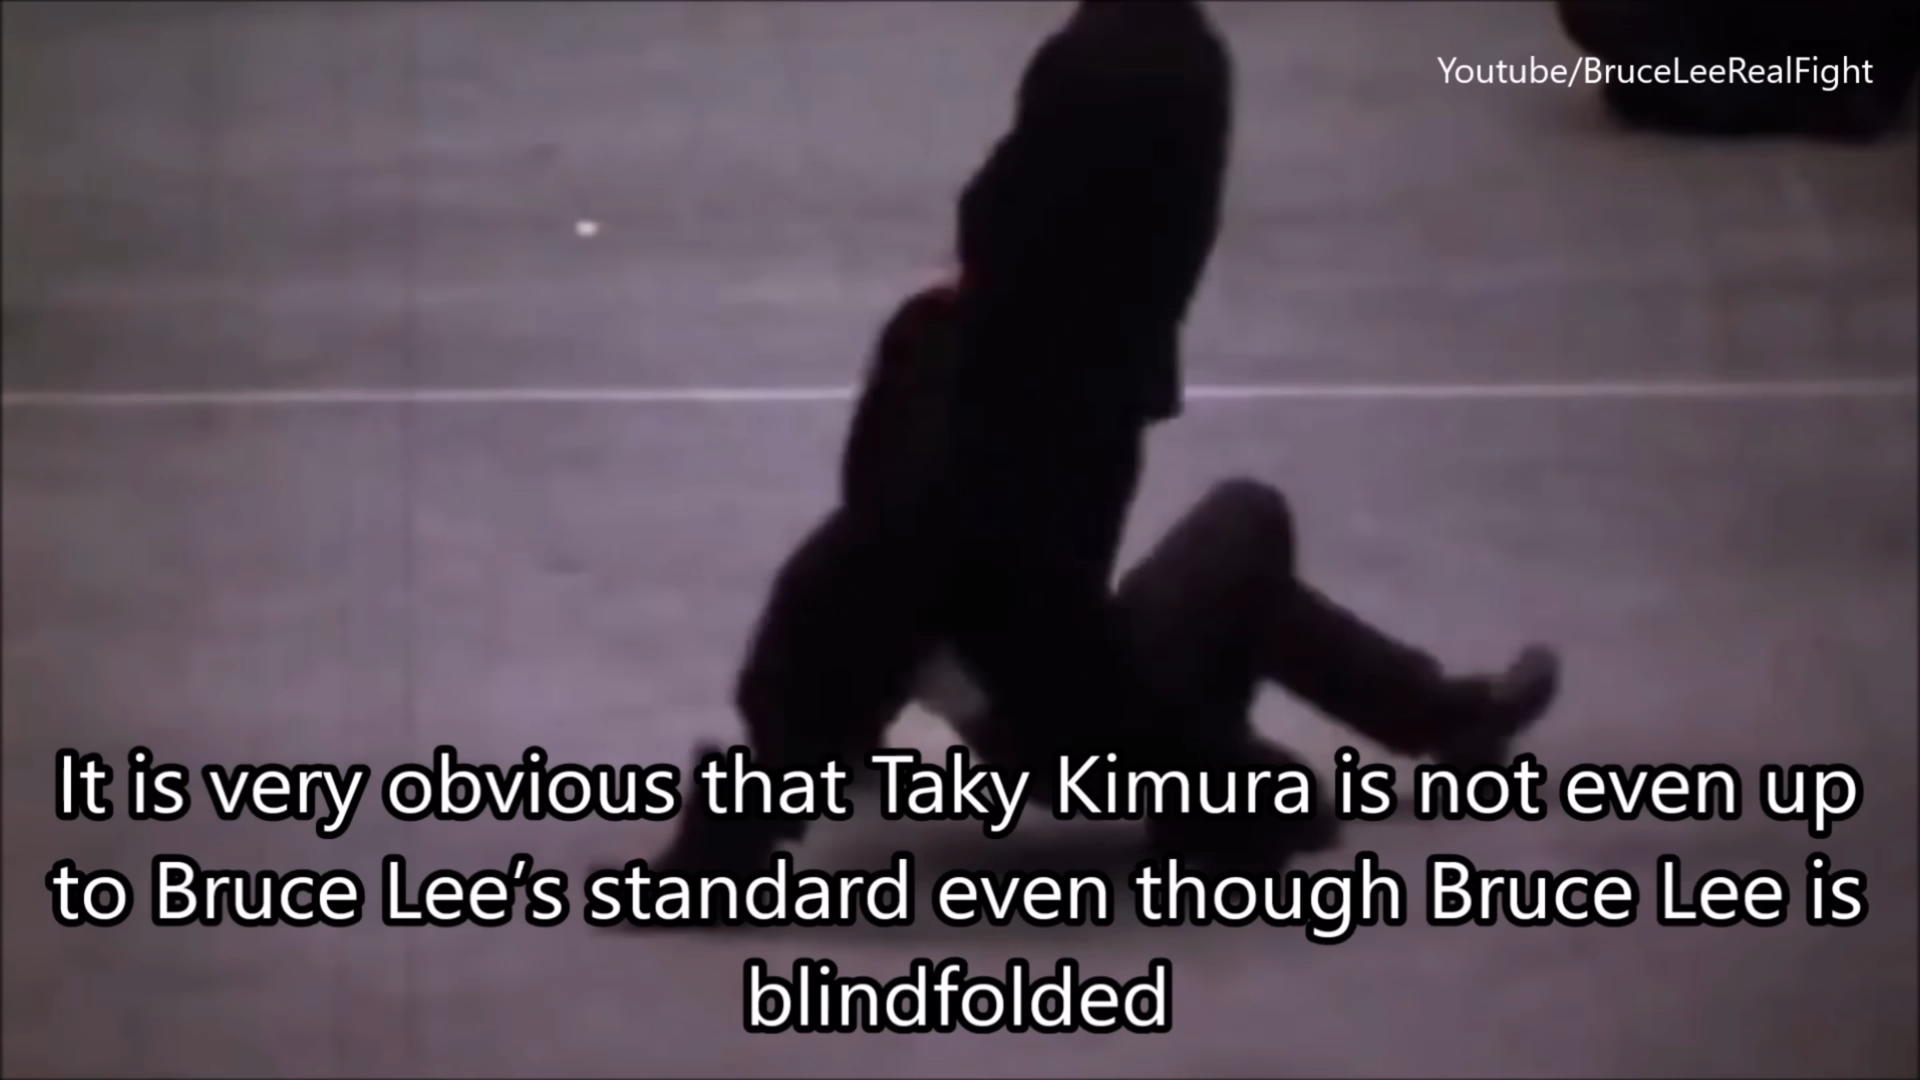 Youtube/BruceLeeRealFight
It is very obvious that Taky Kimura is not even up
to Bruce Lee’s standard even though Bruce Lee is
blindfolded